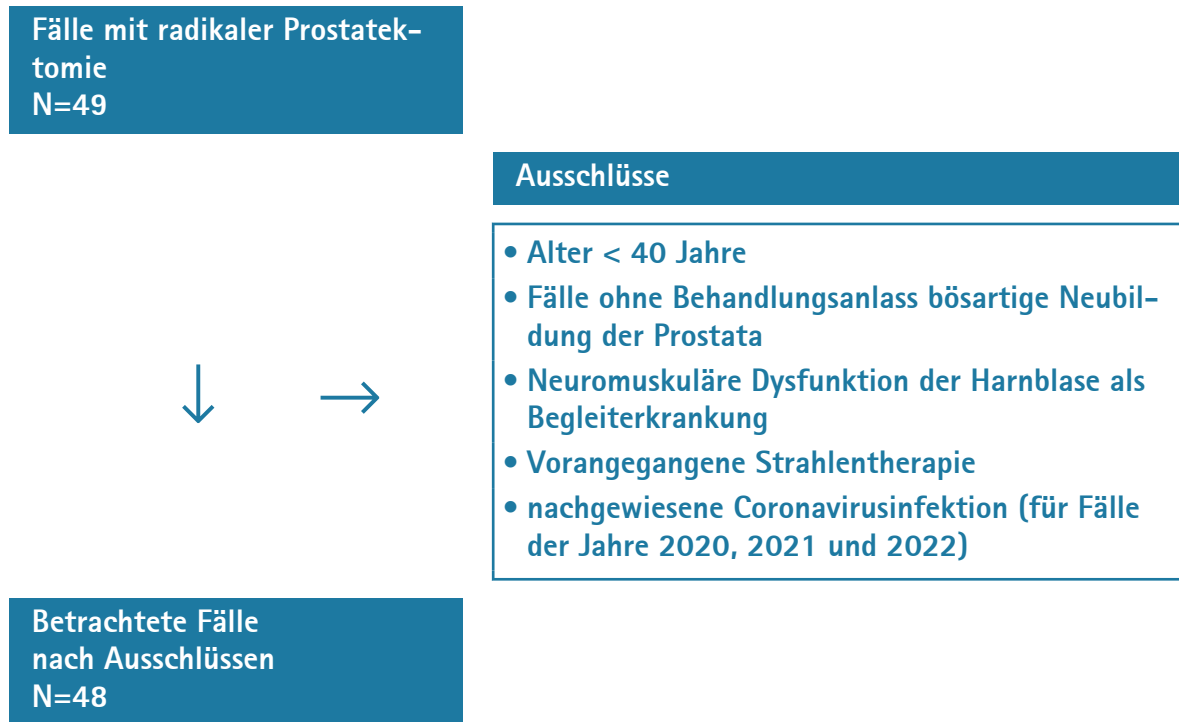 Fälle mit radikaler Prostatek-
tomie
N=49
Ausschlüsse
• Alter < 40 Jahre
• Fälle ohne Behandlungsanlass bösartige Neubil-
dung der Prostata
• Neuromuskuläre Dysfunktion der Harnblase als
Begleiterkrankung
• Vorangegangene Strahlentherapie
• nachgewiesene Coronavirusinfektion (für Fälle
der Jahre 2020, 2021 und 2022)
Betrachtete Fälle
nach Ausschlüssen
N=48